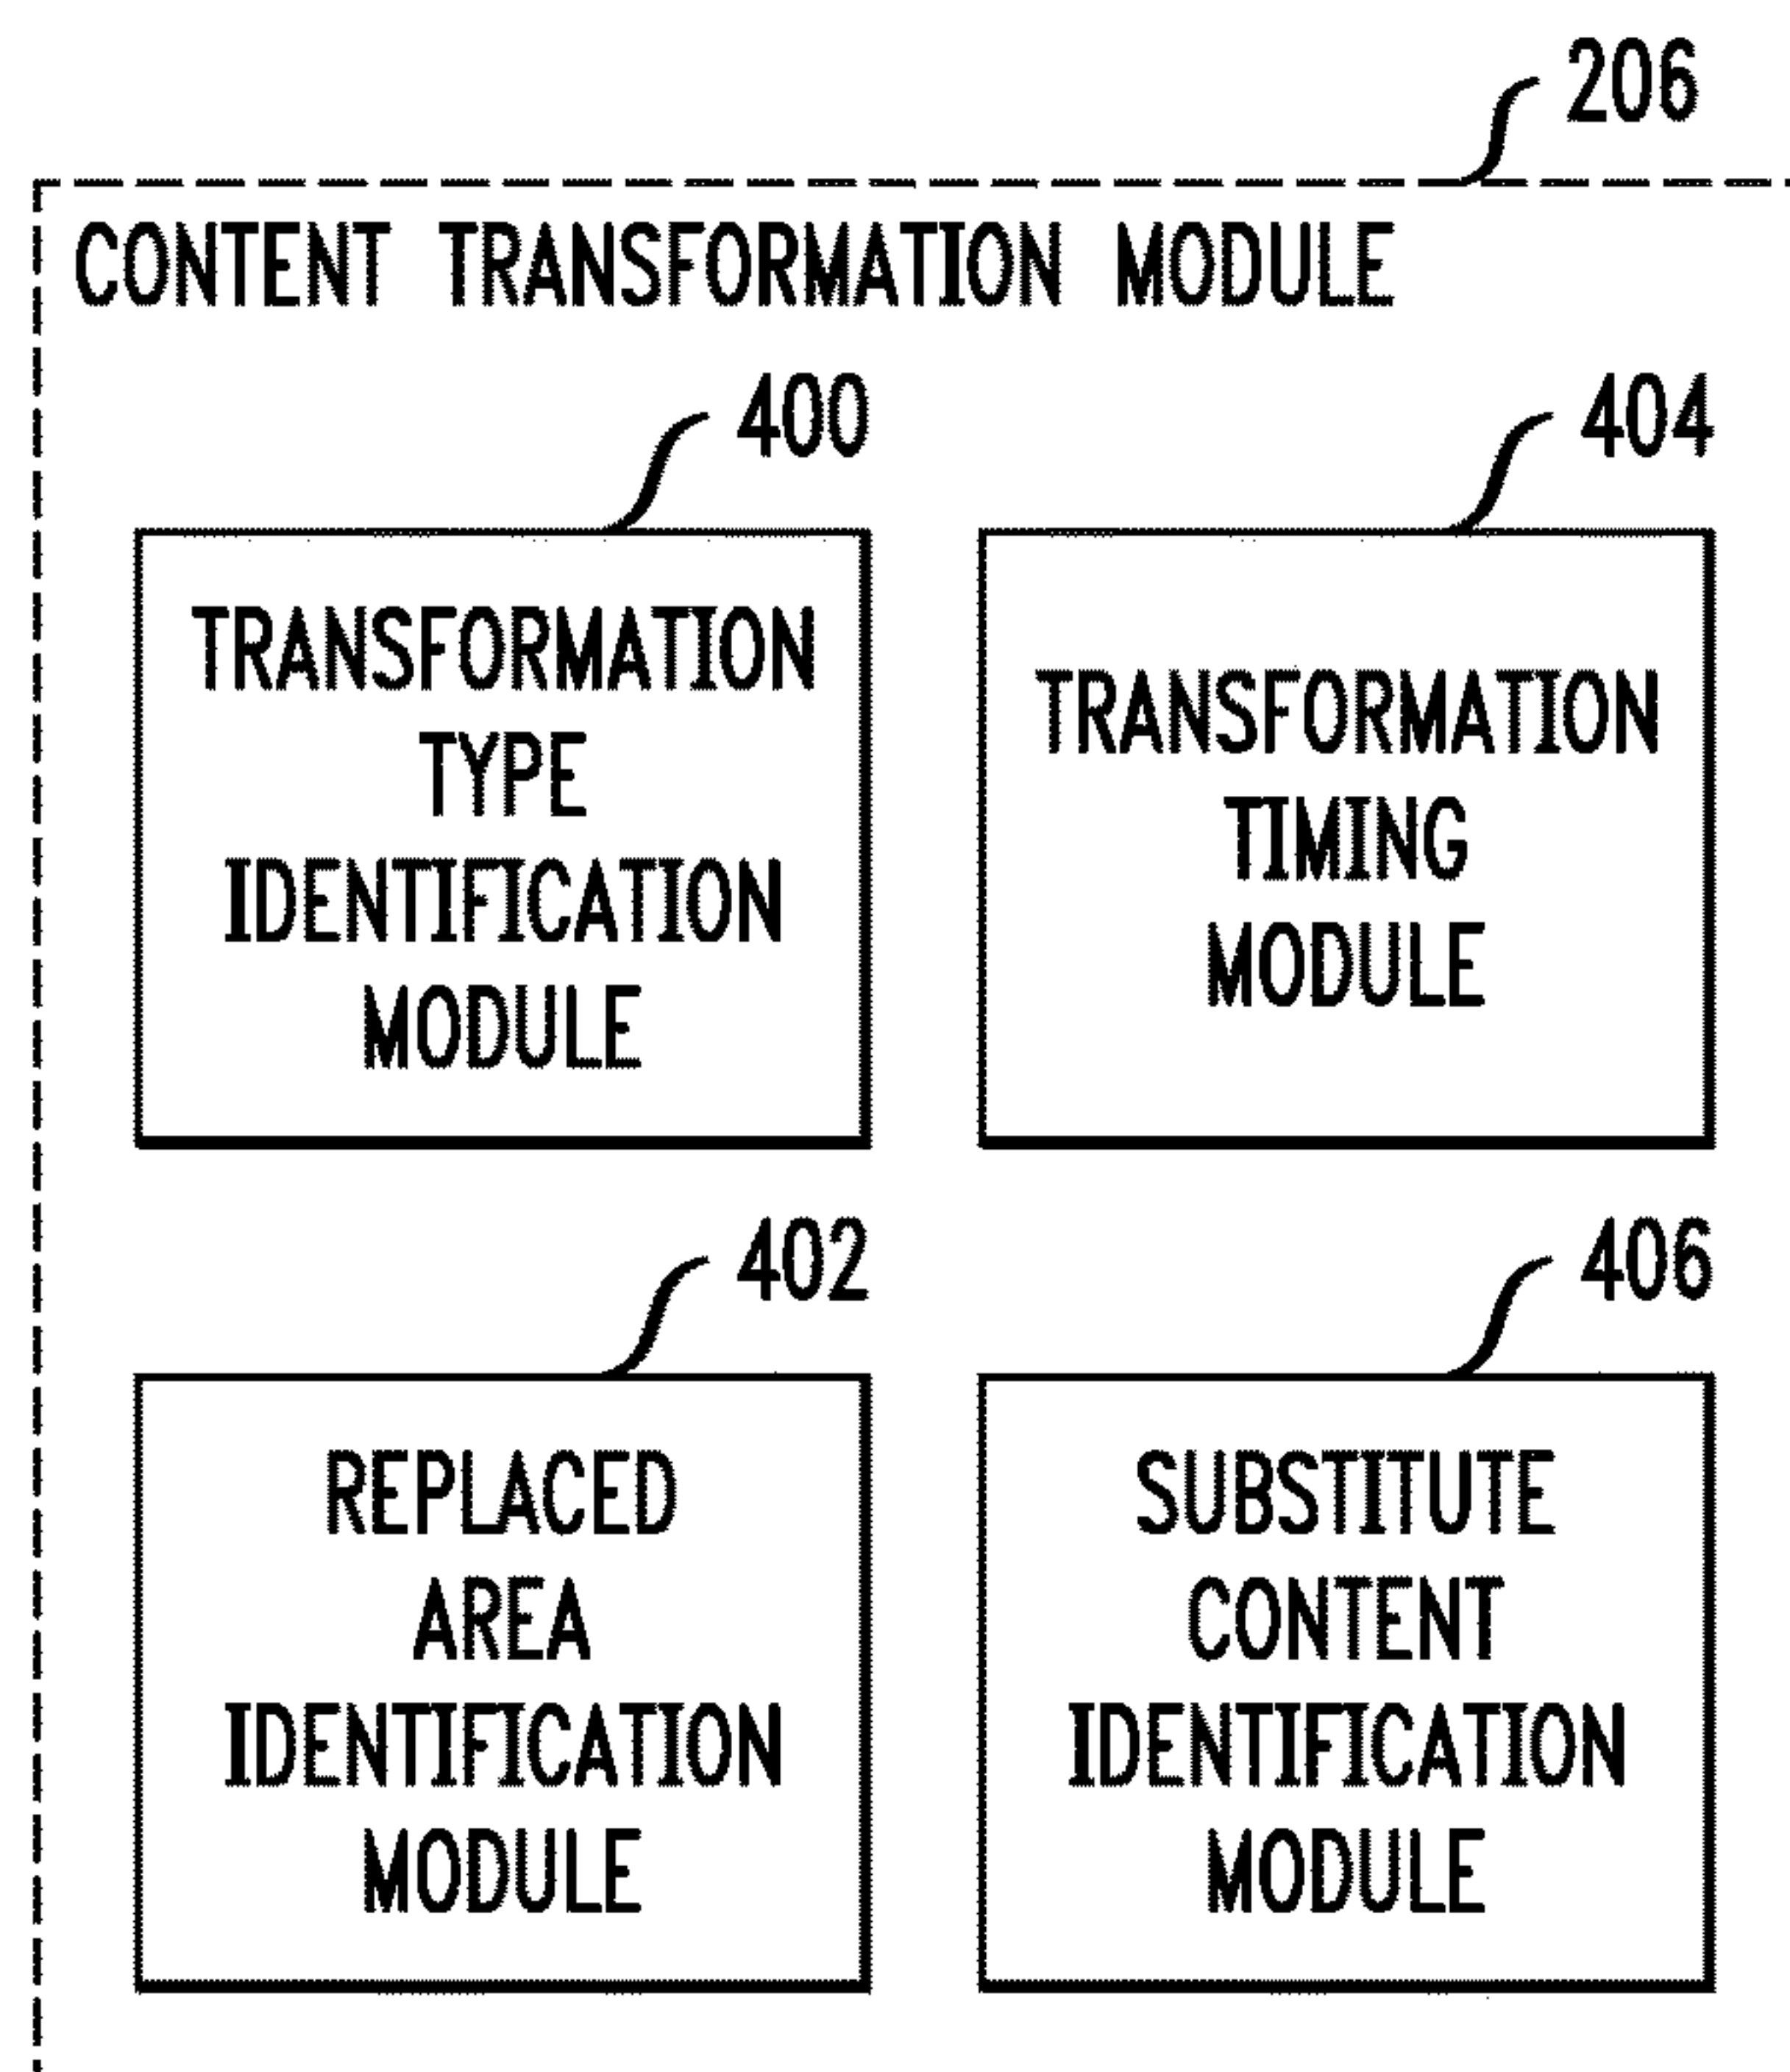 206
CONTENT TRANSFORMATION MODULE
400
TRANSFORMATION
TYPE
IDENTIFICATION
MODULE
404
TRANSFORMATION
TIMING
MODULE
402
REPLACED
AREA
IDENTIFICATION
MODULE
406
SUBSTITUTE
CONTENT
IDENTIFICATION
MODULE